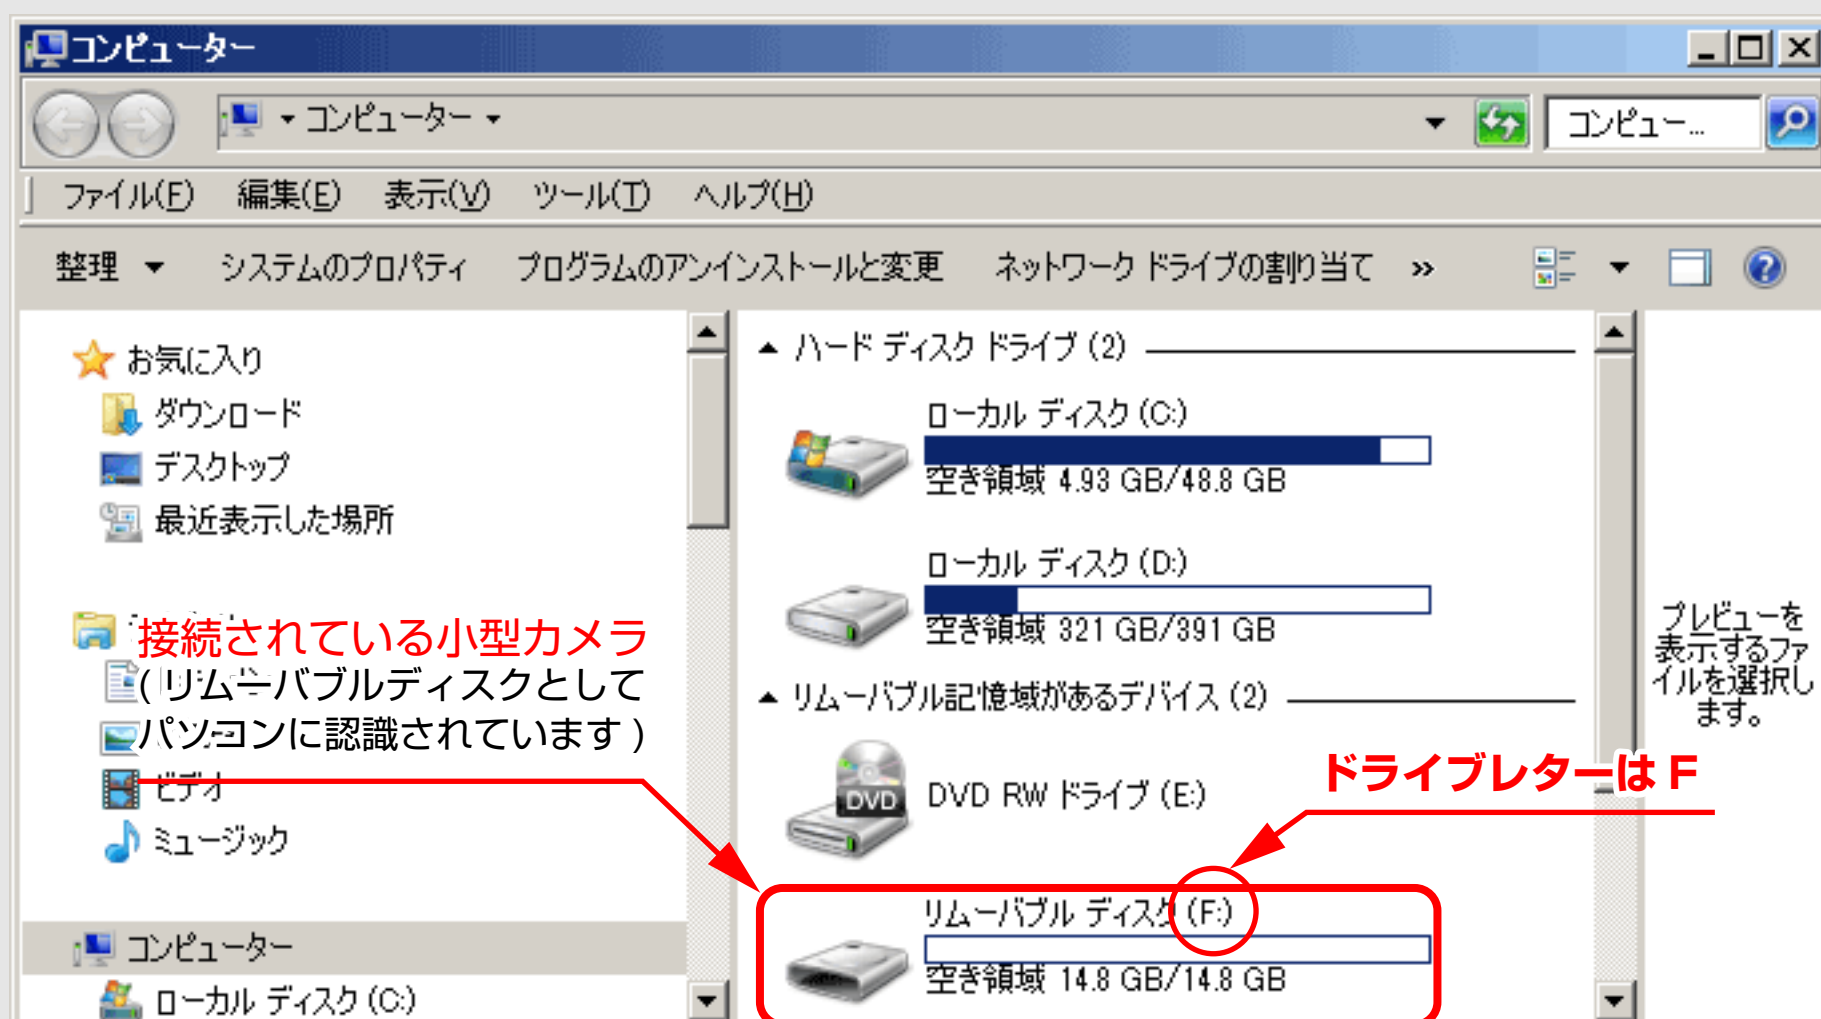 コンピューター
コンピューター
コンピュー...
ファイル(F) 編集(E) 表示(V) ツール(T) ヘルプ(H)
整理 システムのプロパティ プログラムのアンインストールと変更 ネットワーク ドライブの割り当て »
お気に入り
ダウンロード
デスクトップ
最近表示した場所
接続されている小型カメラ
(リムーバブルディスクとして
パソコンに認識されています)
ビデオ
ミュージック
コンピューター
ローカル ディスク (C:)
ハード ディスク ドライブ (2)
ローカル ディスク (C:)
空き領域 4.93 GB/48.8 GB
ローカル ディスク (D:)
空き領域 321 GB/391 GB
リムーバブル記憶域があるデバイス (2)
DVD
DVD RW ドライブ (E:)
ドライブレターは F
リムーバブル ディスク (F:)
空き領域 14.8 GB/14.8 GB
プレビューを
表示するファ
イルを選択し
ます。